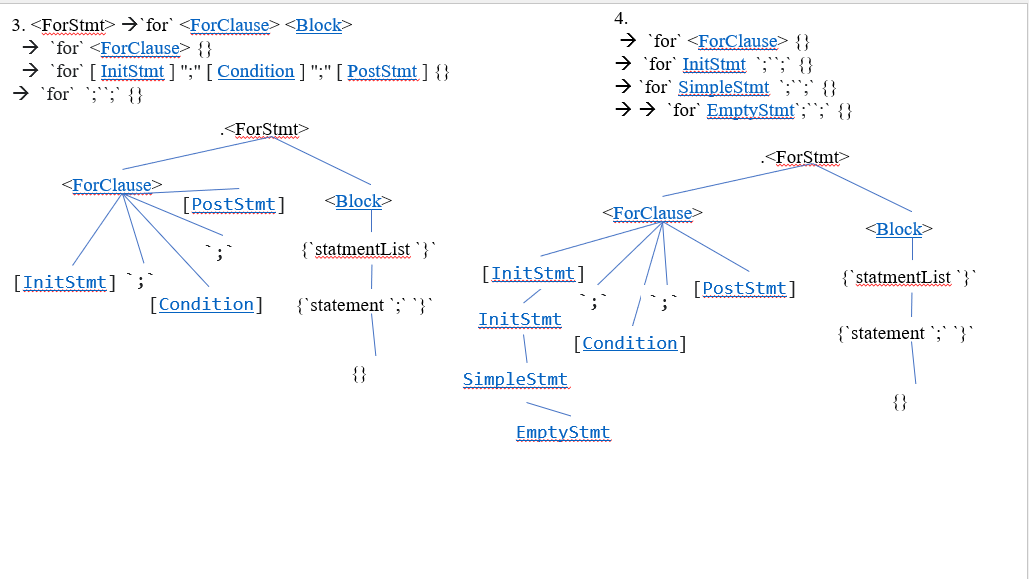 3. <ForStmt> →`for` <ForClause> <Block>
→ `for` <ForClause> {}
→ `for` [ InitStmt ] ";" [ Condition ] ";" [ PostStmt ] {}
→ `for` `;``;` {}
.<ForStmt>
<ForClause>
[PostStmt]
<Block>
`;`
{`statmentList `}`
[InitStmt]
`;`
[Condition]
{`statement `;` `}`
{}
4.
→ `for` <ForClause> {}
→ `for` InitStmt `;``;` {}
→ `for` SimpleStmt `;``;` {}
→ → `for` EmptyStmt`;``;` {}
.<ForStmt>
<ForClause>
<Block>
[InitStmt]
`;`
`;`
[PostStmt]
{`statmentList `}`
InitStmt
[Condition]
{`statement `;` `}`
SimpleStmt
{}
EmptyStmt